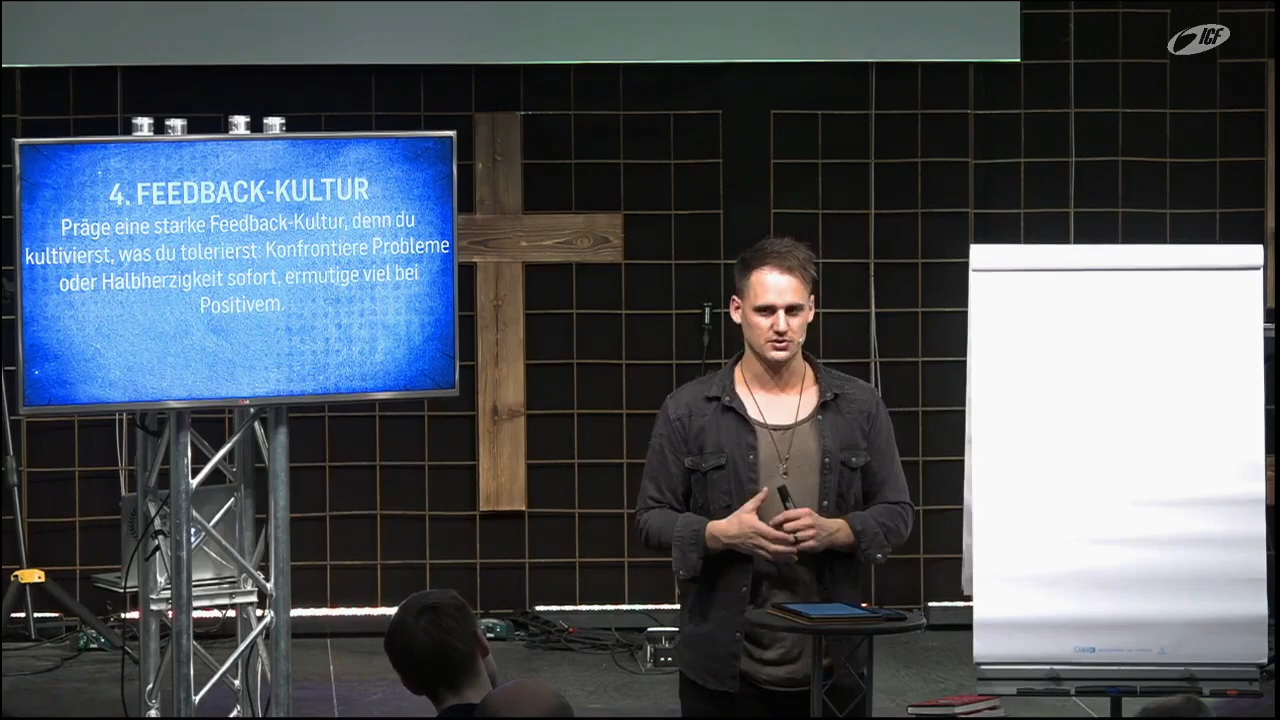 ICF
4. FEEDBACK-KULTUR
Präge eine starke Feedback-Kultur, denn du
kultivierst, was du tolerierst: Konfrontiere Probleme
oder Halbherzigkeit sofort, ermutige viel bei
Positivem.